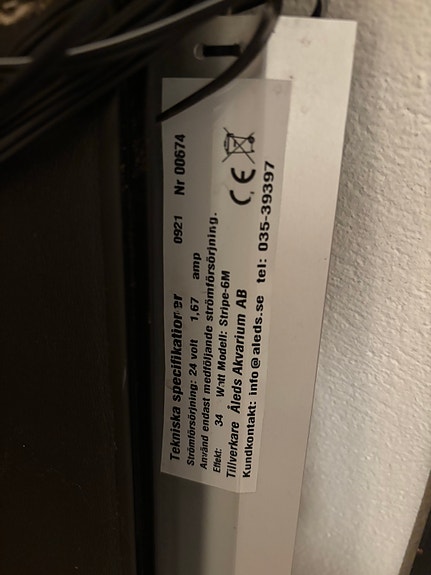 Tekniska specifikationer 0921 Nr 00674
Strömförsörjning: 24 volt 1,67 amp
Använd endast medföljande strömförsörjning.
Effekt: 34 Watt Modell: Stripe-6M
Tillverkare Åleds Akvarium AB
Kundkontakt: info@aleds.se tel: 035-39397
CE